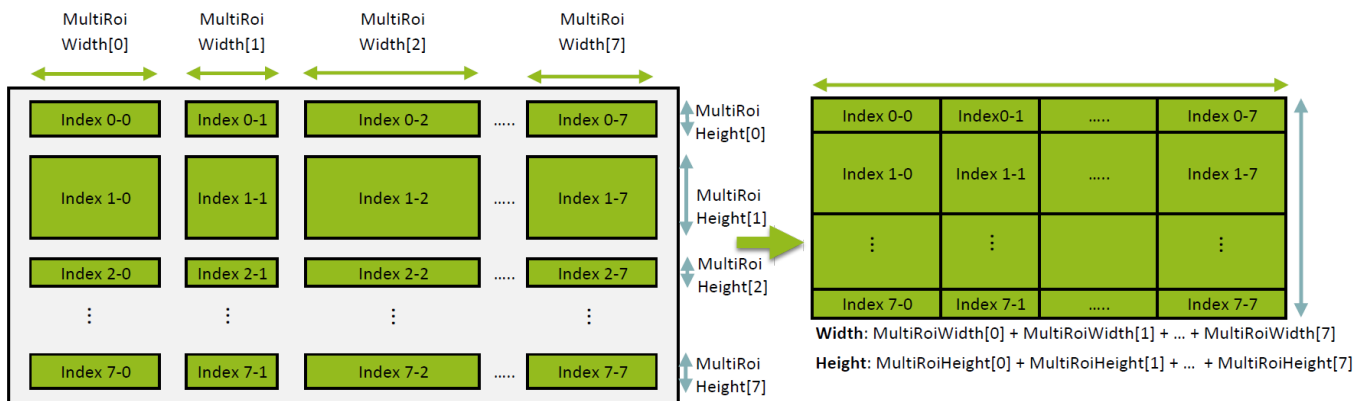 MultiRoi
Width[0]
MultiRoi
Width[1]
MultiRoi
Width[2]
MultiRoi
Width[7]
Index 0-0
Index 0-1
Index 0-2
.....
Index 0-7
MultiRoi
Height[0]
Index 1-0
Index 1-1
Index 1-2
.....
Index 1-7
MultiRoi
Height[1]
Index 2-0
Index 2-1
Index 2-2
.....
Index 2-7
MultiRoi
Height[2]
⋮
⋮
⋮
⋮
Index 7-0
Index 7-1
Index 7-2
.....
Index 7-7
MultiRoi
Height[7]
Index 0-0
Index0-1
.....
Index 0-7
Index 1-0
Index 1-1
.....
Index 1-7
⋮
⋮
⋮
Index 7-0
Index 7-1
.....
Index 7-7
Width: MultiRoiWidth[0] + MultiRoiWidth[1] + ... + MultiRoiWidth[7]
Height: MultiRoiHeight[0] + MultiRoiHeight[1] + ... + MultiRoiHeight[7]